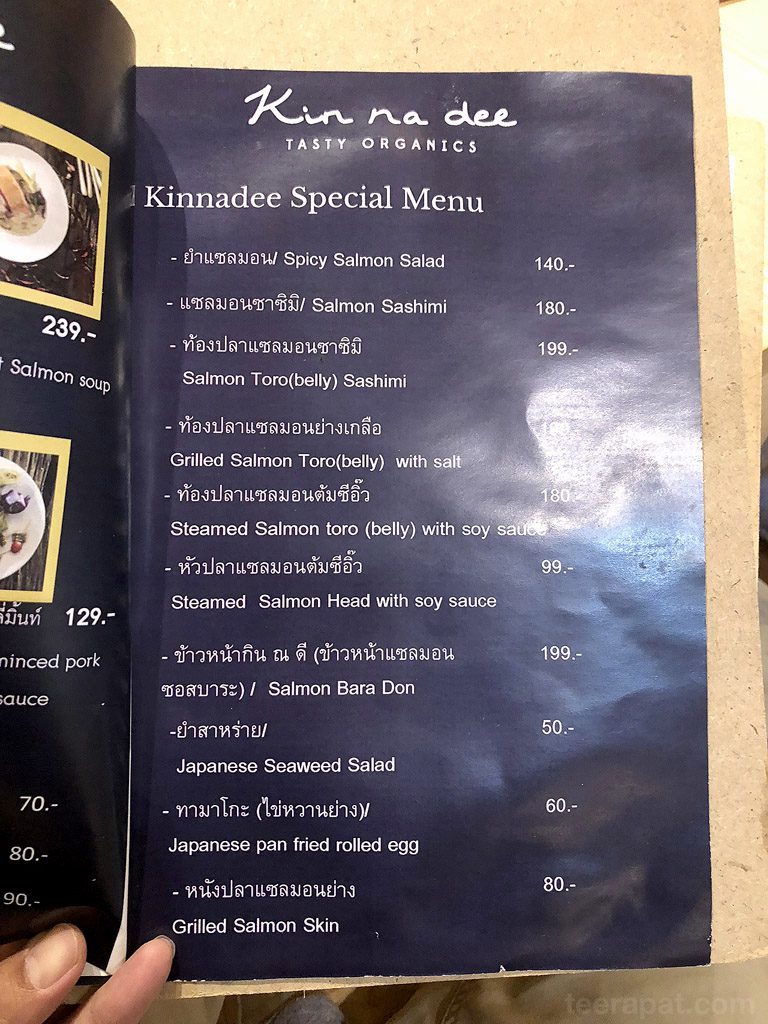 239.-
Salmon soup
129.-
minced pork
sauce
70.-
80.-
90.-
Kin na dee
TASTY ORGANICS
Kinnadee Special Menu
- ยำแซลมอน/ Spicy Salmon Salad 140.-
- แซลมอนซาซิมิ/ Salmon Sashimi 180.-
- ท้องปลาแซลมอนซาซิมิ 199.-
Salmon Toro(belly) Sashimi
- ท้องปลาแซลมอนย่างเกลือ
Grilled Salmon Toro(belly) with salt
- ท้องปลาแซลมอนต้มซีอิ๊ว 180.-
Steamed Salmon toro (belly) with soy sauce
- หัวปลาแซลมอนต้มซีอิ๊ว 99.-
Steamed Salmon Head with soy sauce
- ข้าวหน้ากิน ณ ดี (ข้าวหน้าแซลมอน 199.-
ซอสบาระ) / Salmon Bara Don
-ยำสาหร่าย/ 50.-
Japanese Seaweed Salad
- ทามาโกะ (ไข่หวานย่าง)/ 60.-
Japanese pan fried rolled egg
- หนังปลาแซลมอนย่าง 80.-
Grilled Salmon Skin
teerapat.com